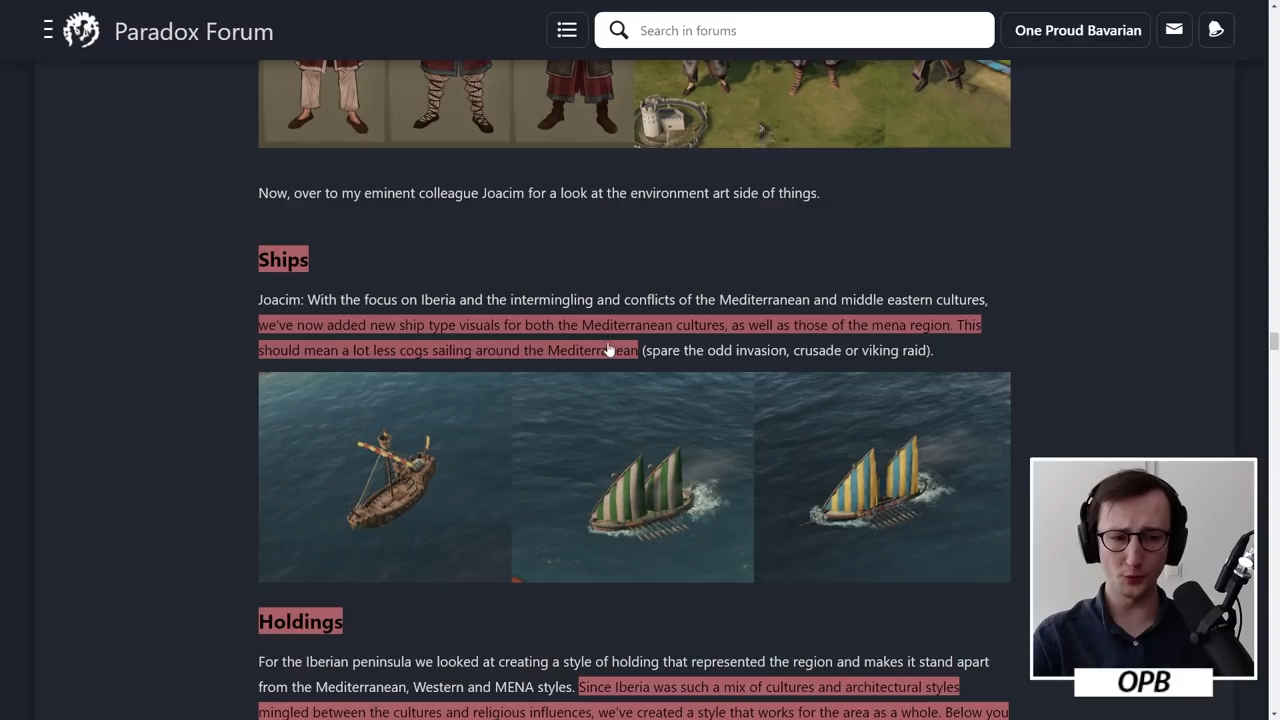 Paradox Forum
Search in forums
One Proud Bavarian
Now, over to my eminent colleague Joacim for a look at the environment art side of things.
Ships
Joacim: With the focus on Iberia and the intermingling and conflicts of the Mediterranean and middle eastern cultures,
we've now added new ship type visuals for both the Mediterranean cultures, as well as those of the mena region. This
should mean a lot less cogs sailing around the Mediterranean (spare the odd invasion, crusade or viking raid).
Holdings
For the Iberian peninsula we looked at creating a style of holding that represented the region and makes it stand apart
from the Mediterranean, Western and MENA styles. Since Iberia was such a mix of cultures and architectural styles
mingled between the cultures and religious influences, we've created a style that works for the area as a whole. Below you
OPB